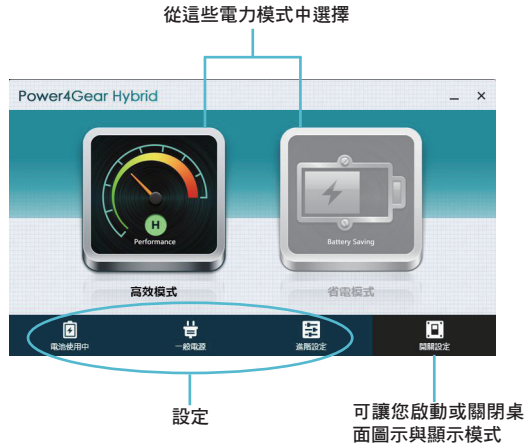 從這些電力模式中選擇
Power4Gear Hybrid
H
Performance
Battery Saving
高效模式
省電模式
電池使用中
一般電源
進階設定
開關設定
設定
可讓您啟動或關閉桌
面圖示與顯示模式